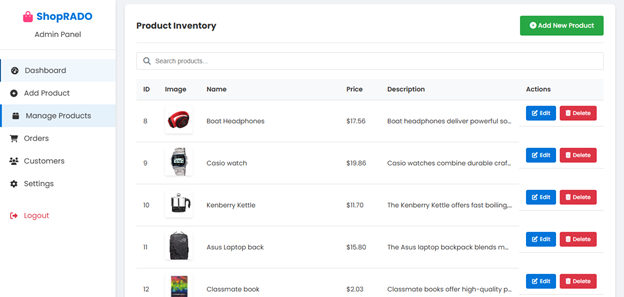 ShopRADO
Admin Panel
Dashboard
Add Product
Manage Products
Orders
Customers
Settings
Logout
Product Inventory
Add New Product
Search products...
ID Image Name Price Description Actions
8 Boat Headphones $17.56 Boat headphones deliver powerful so... Edit Delete
9 Casio watch $19.86 Casio watches combine durable craf... Edit Delete
10 Kenberry Kettle $11.70 The Kenberry Kettle offers fast boiling,... Edit Delete
11 Asus Laptop back $15.80 The Asus laptop backpack blends m... Edit Delete
12 Classmate book $2.03 Classmate books offer high-quality p... Edit Delete